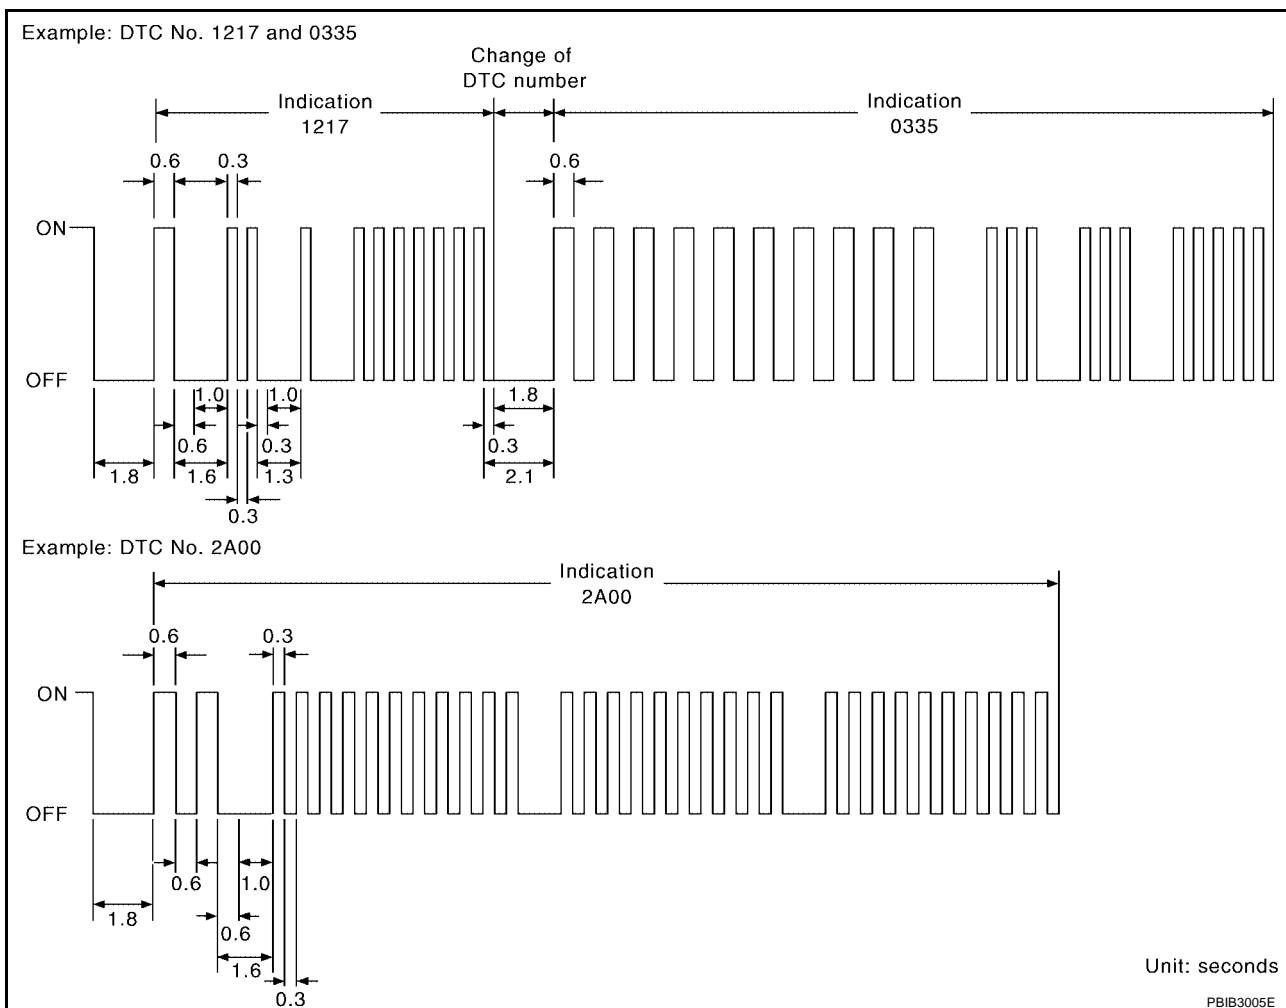 Example: DTC No. 1217 and 0335
Change of
DTC number
Indication
1217
Indication
0335
0.6
0.3
0.6
ON
OFF
1.0
1.0
1.8
0.6
0.3
0.3
1.8
1.6
1.3
2.1
0.3
Example: DTC No. 2A00
Indication
2A00
0.6
0.3
ON
OFF
0.6
1.0
1.8
0.6
1.6
0.3
Unit: seconds
PBIB3005E